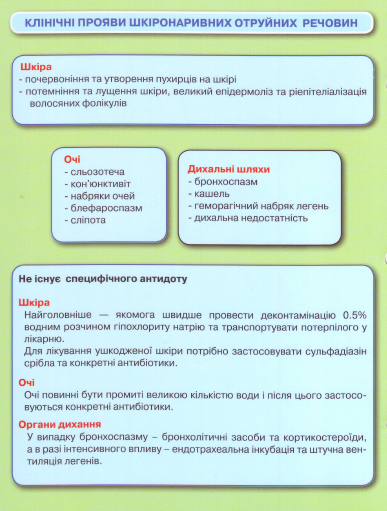 КЛІНІЧНІ ПРОЯВИ ШКІРОНАРИВНИХ ОТРУЙНИХ РЕЧОВИН
Шкіра
- почервоніння та утворення пухирців на шкірі
- потемніння та лущення шкіри, великий епідермоліз та ріепітеліалізація
волосяних фолікулів
Очі
- сльозотеча
- кон'юнктивіт
- набряки очей
- блефароспазм
- сліпота
Дихальні шляхи
- бронхоспазм
- кашель
- геморагічний набряк легень
- дихальна недостатність
Не існує специфічного антидоту
Шкіра
Найголовніше — якомога швидше провести деконтамінацію 0.5%
водним розчином гіпохлориту натрію та транспортувати потерпілого у
лікарню.
Для лікування ушкодженої шкіри потрібно застосовувати сульфадіазін
срібла та конкретні антибіотики.
Очі
Очі повинні бути промиті великою кількістю води і після цього застосо-
вуються конкретні антибіотики.
Органи дихання
У випадку бронхоспазму – бронхолітичні засоби та кортикостероїди,
а в разі інтенсивного впливу – ендотрахеальна інкубація та штучна вен-
тиляція легенів.